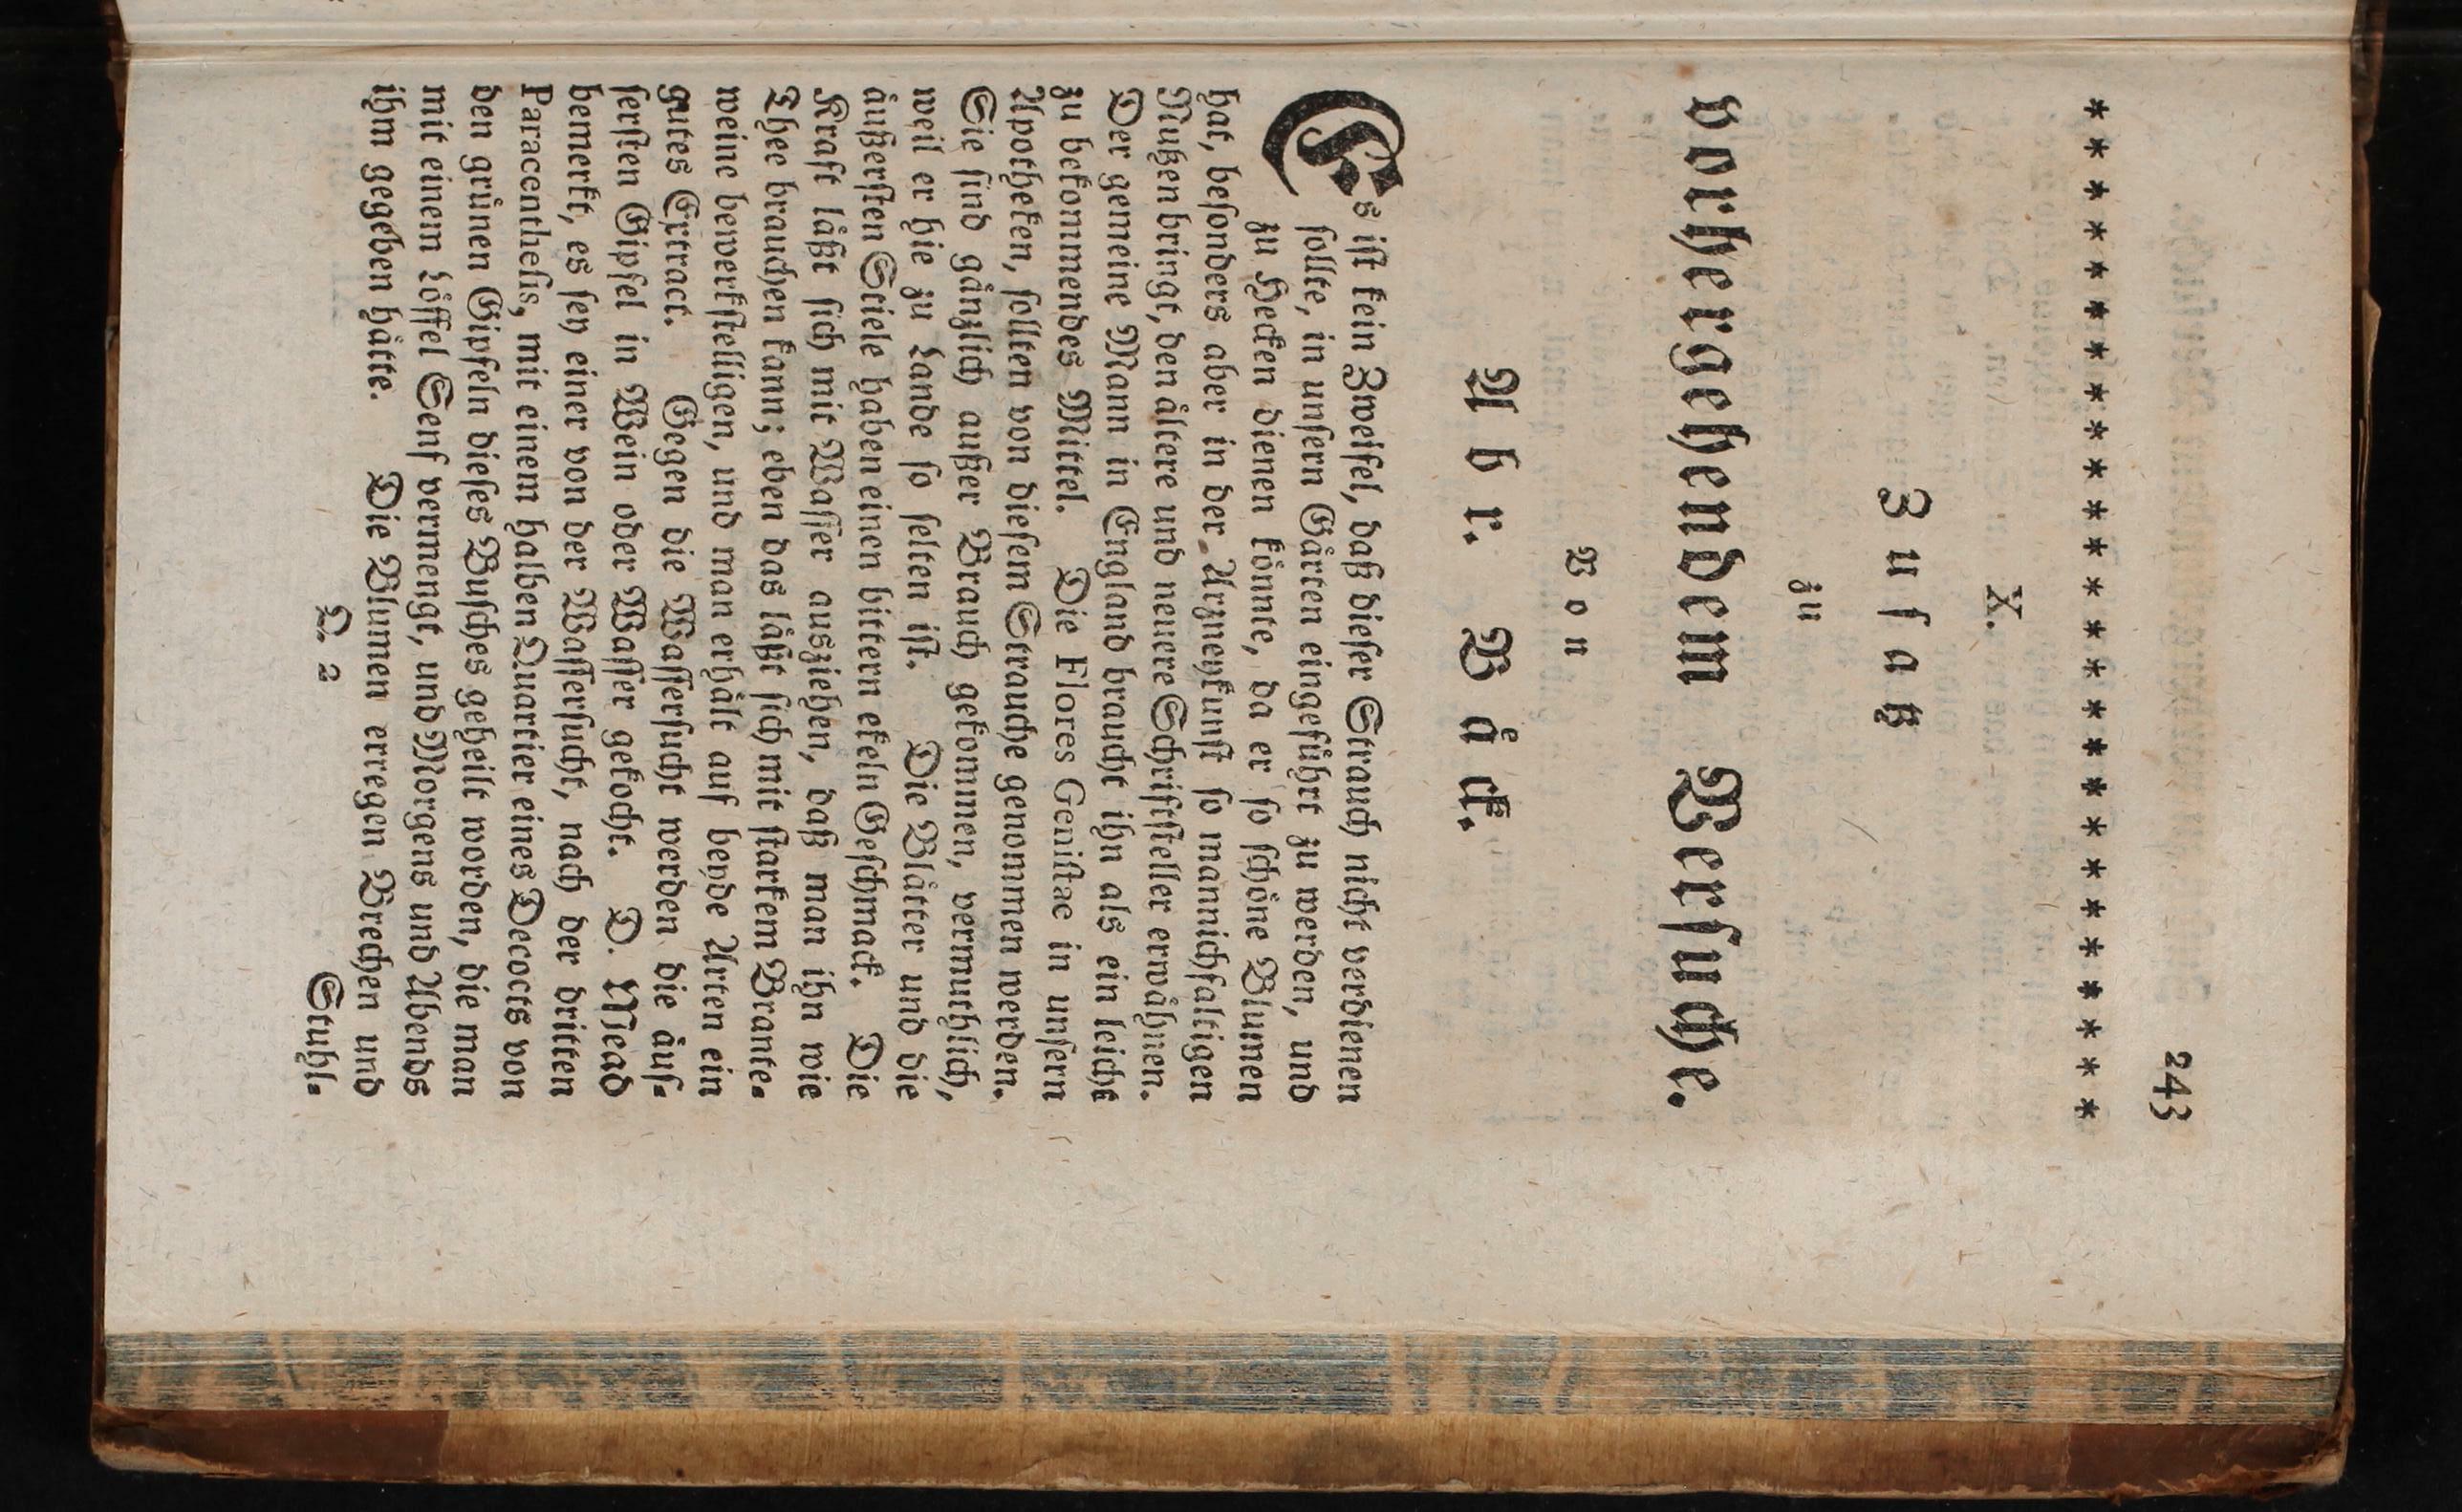 243
* * * * * * * * * * * * * * * * * * * * * * * * * *
X.
Zusatz
zu
vorhergehendem Versuche.
Von
Abr. Bäck.
Es ist kein Zweifel, daß dieser Strauch nicht verdienen
sollte, in unsern Gärten eingeführt zu werden, und
zu Hecken dienen könnte, da er so schöne Blumen
hat, besonders aber in der Arzneykunst so mannichfaltigen
Nutzen bringt, den ältere und neuere Schriftsteller erwähnen.
Der gemeine Mann in England braucht ihn als ein leicht
zu bekommendes Mittel. Die Flores Genistae in unsern
Apotheken, sollten von diesem Strauche genommen werden.
Sie sind gänzlich außer Brauch gekommen, vermuthlich,
weil er hie zu Lande so selten ist. Die Blätter und die
äußersten Stiele haben einen bittern ekeln Geschmack. Die
Kraft läßt sich mit Wasser ausziehen, daß man ihn wie
Thee brauchen kann; eben das läßt sich mit starkem Brante-
weine bewerkstelligen, und man erhält auf beyde Arten ein
gutes Extract. Gegen die Wassersucht werden die äus-
sersten Gipfel in Wein oder Wasser gekocht. D. Mead
bemerkt, es sey einer von der Wassersucht, nach der dritten
Paracenthesis, mit einem halben Quartier eines Decocts von
den grünen Gipfeln dieses Busches geheilt worden, die man
mit einem Löffel Senf vermengt, und Morgens und Abends
ihm gegeben hätte. Die Blumen erregen Brechen und
Q. 2
Stuhl-